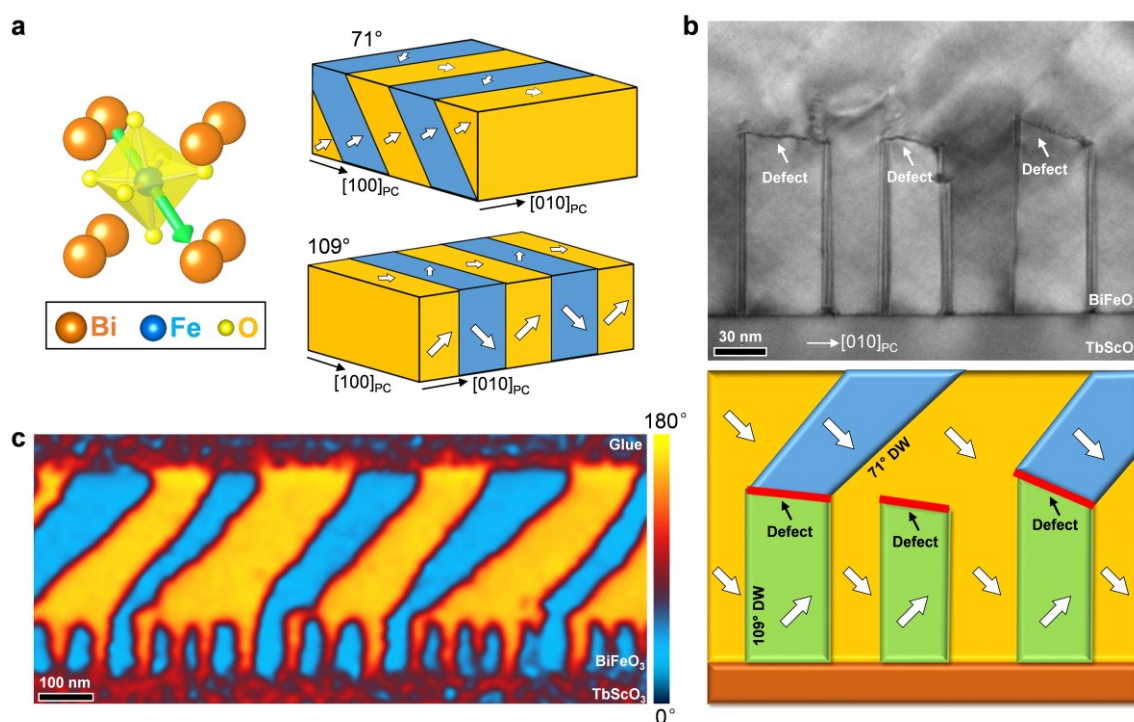 a
71°
[100]PC
[010]PC
109°
[100]PC
[010]PC
Bi Fe O
b
Defect
Defect
Defect
BiFeO
30 nm
[010]PC
TbScO
71° DW
Defect
Defect
Defect
109° DW
c
Glue
180°
BiFeO₃
100 nm
TbScO₃
0°